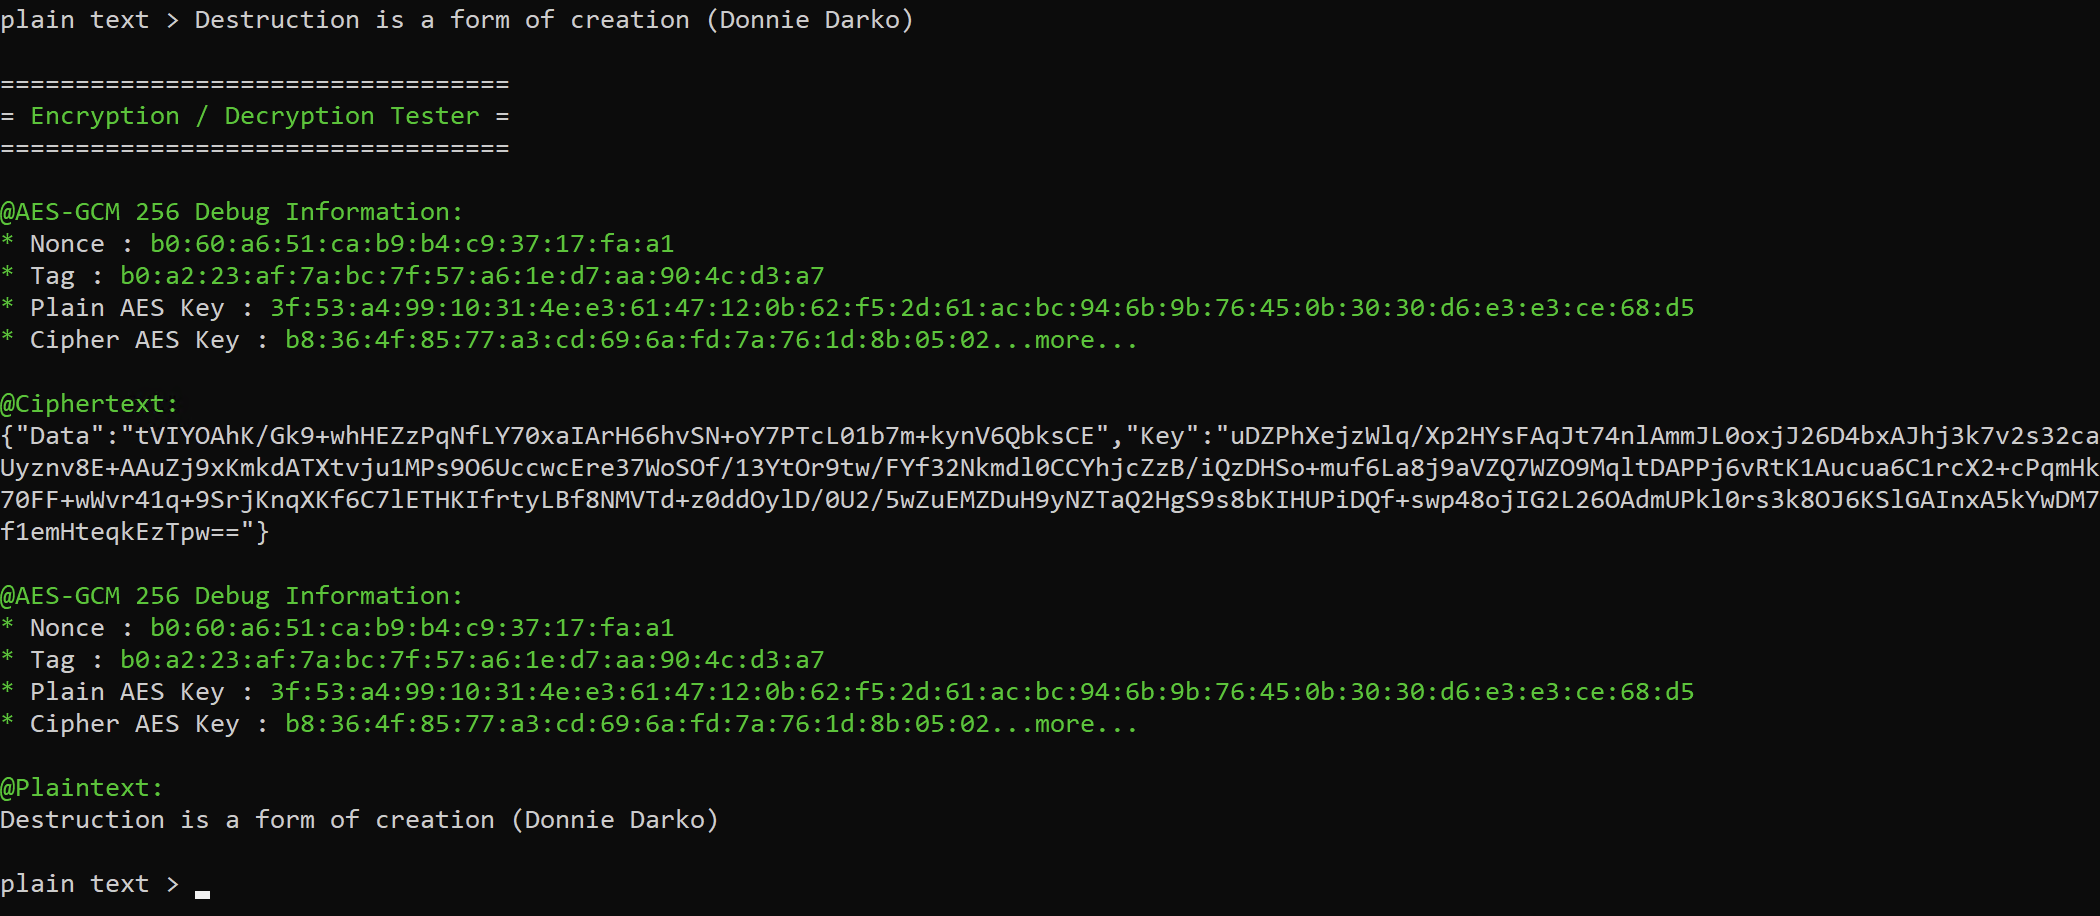 plain text > Destruction is a form of creation (Donnie Darko)
==================================
= Encryption / Decryption Tester =
==================================
@AES-GCM 256 Debug Information:
* Nonce : b0:60:a6:51:ca:b9:b4:c9:37:17:fa:a1
* Tag : b0:a2:23:af:7a:bc:7f:57:a6:1e:d7:aa:90:4c:d3:a7
* Plain AES Key : 3f:53:a4:99:10:31:4e:e3:61:47:12:0b:62:f5:2d:61:ac:bc:94:6b:9b:76:45:0b:30:30:d6:e3:e3:ce:68:d5
* Cipher AES Key : b8:36:4f:85:77:a3:cd:69:6a:fd:7a:76:1d:8b:05:02...more...
@Ciphertext:
{"Data":"tVIYOAhK/Gk9+whHEZzPqNfLY70xaIArH66hvSN+oY7PTcL01b7m+kynV6QbksCE","Key":"uDZPhXejzWlq/Xp2HYsFAqJt74nlAmmJL0oxjJ26D4bxAJhj3k7v2s32ca
Uyznv8E+AAuZj9xKmkdATXtvju1MPs9O6UccwcEre37WoSOf/13YtOr9tw/FYf32Nkmdl0CCYhjcZzB/iQzDHSo+muf6La8j9aVZQ7WZO9MqltDAPPj6vRtK1Aucua6C1rcX2+cPqmHk
70FF+wWvr41q+9SrjKnqXKf6C7lETHKIfrtyLBf8NMVTd+z0ddOylD/0U2/5wZuEMZDuH9yNZTaQ2HgS9s8bKIHUPiDQf+swp48ojIG2L26OAdmUPkl0rs3k8OJ6KSlGAInxA5kYwDM7
f1emHteqkEzTpw=="}
@AES-GCM 256 Debug Information:
* Nonce : b0:60:a6:51:ca:b9:b4:c9:37:17:fa:a1
* Tag : b0:a2:23:af:7a:bc:7f:57:a6:1e:d7:aa:90:4c:d3:a7
* Plain AES Key : 3f:53:a4:99:10:31:4e:e3:61:47:12:0b:62:f5:2d:61:ac:bc:94:6b:9b:76:45:0b:30:30:d6:e3:e3:ce:68:d5
* Cipher AES Key : b8:36:4f:85:77:a3:cd:69:6a:fd:7a:76:1d:8b:05:02...more...
@Plaintext:
Destruction is a form of creation (Donnie Darko)
plain text >